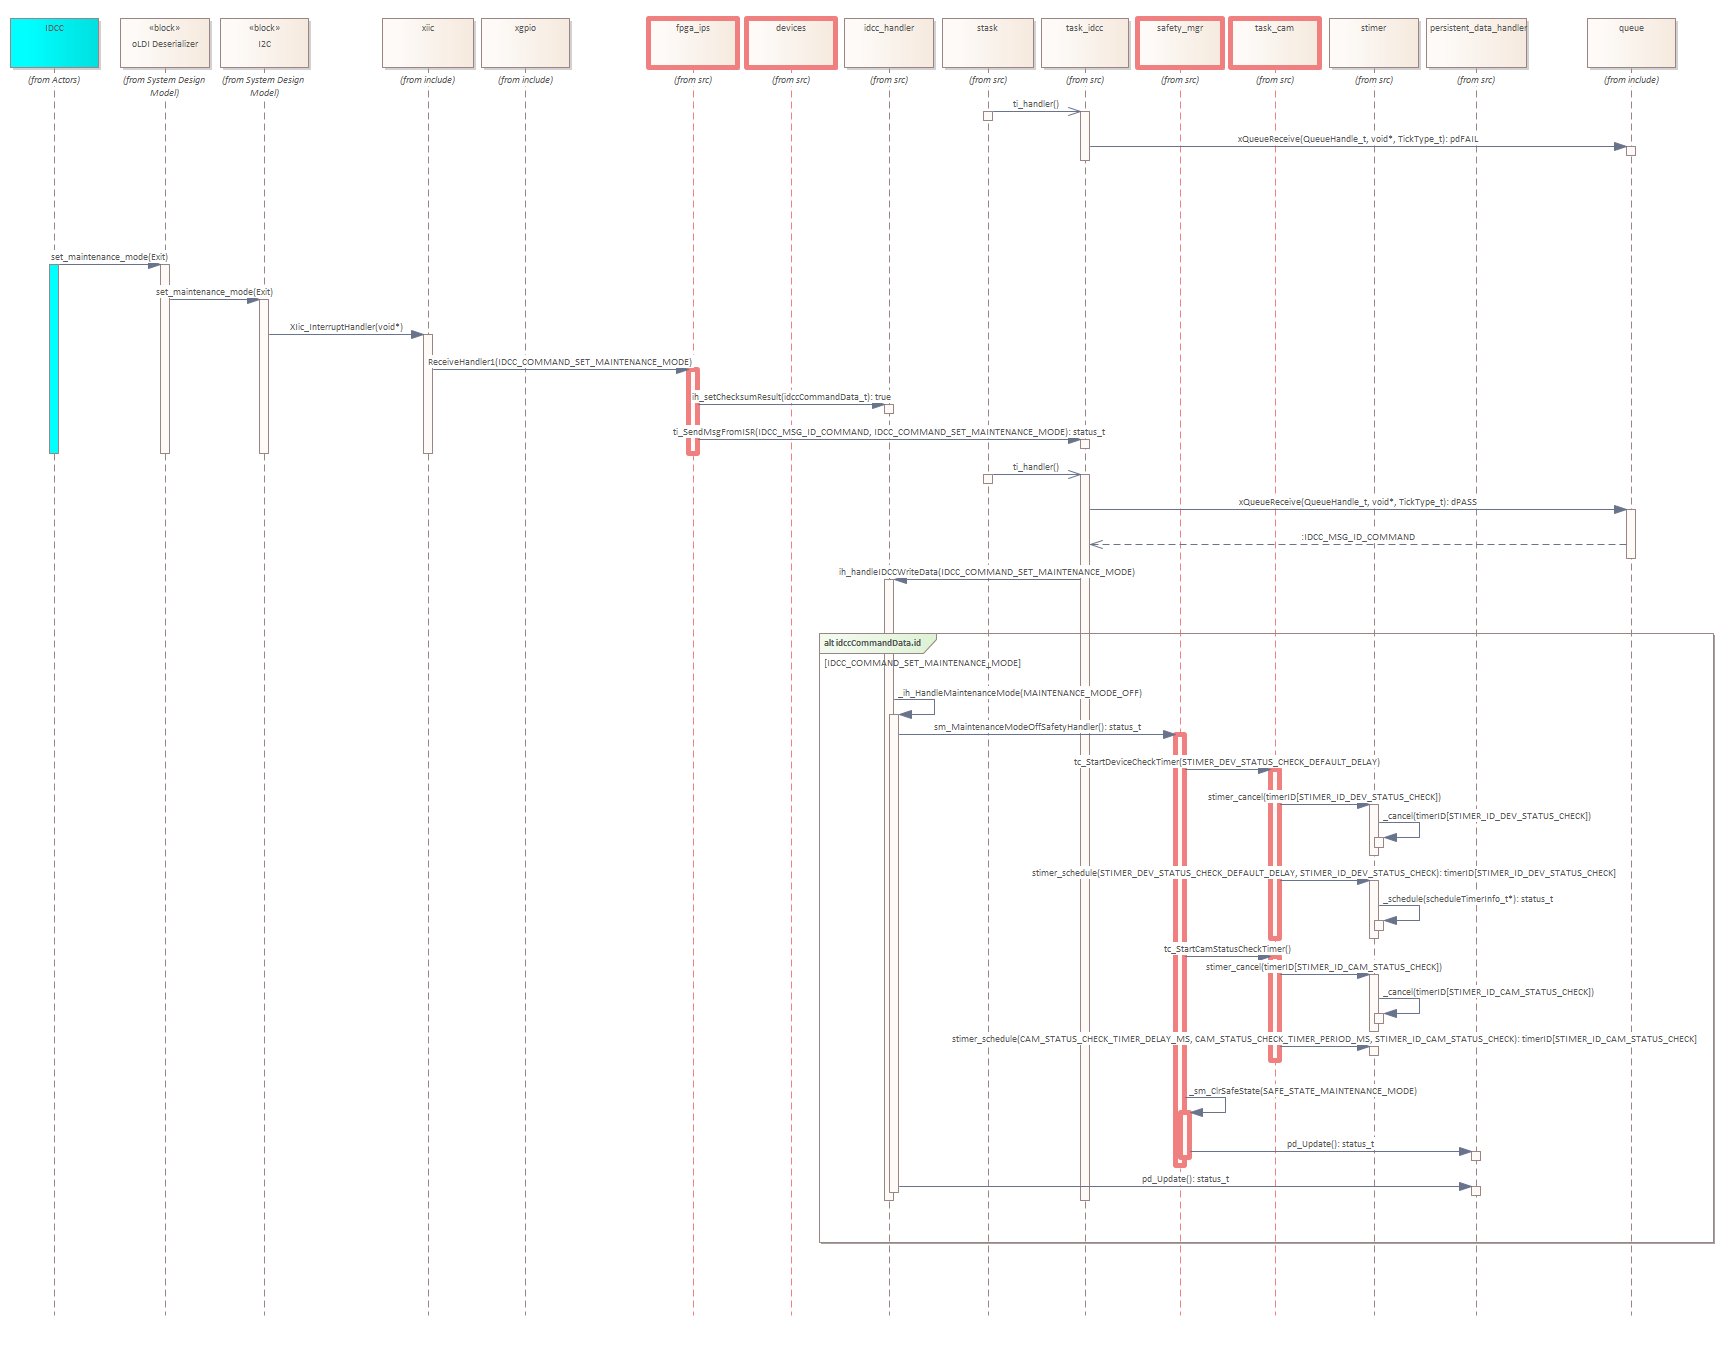 IDCC
(from Actors)
«block»
oLDI Deserializer
(from System Design
Model)
«block»
I2C
(from System Design
Model)
xiic
(from include)
xgpio
(from include)
fpga_ips
(from src)
devices
(from src)
idcc_handler
(from src)
stask
(from src)
task_idcc
(from src)
safety_mgr
(from src)
task_cam
(from src)
stimer
(from src)
persistent_data_handler
(from src)
queue
(from include)
ti_handler()
xQueueReceive(QueueHandle_t, void*, TickType_t): pdFAIL
set_maintenance_mode(Exit)
set_maintenance_mode(Exit)
XIic_InterruptHandler(void*)
ReceiveHandler1(IDCC_COMMAND_SET_MAINTENANCE_MODE)
ih_setChecksumResult(idccCommandData_t): true
ti_SendMsgFromISR(IDCC_MSG_ID_COMMAND, IDCC_COMMAND_SET_MAINTENANCE_MODE): status_t
ti_handler()
xQueueReceive(QueueHandle_t, void*, TickType_t): dPASS
:IDCC_MSG_ID_COMMAND
ih_handleIDCCWriteData(IDCC_COMMAND_SET_MAINTENANCE_MODE)
alt idccCommandData.id
[IDCC_COMMAND_SET_MAINTENANCE_MODE]
_ih_HandleMaintenanceMode(MAINTENANCE_MODE_OFF)
sm_MaintenanceModeOffSafetyHandler(): status_t
tc_StartDeviceCheckTimer(STIMER_DEV_STATUS_CHECK_DEFAULT_DELAY)
stimer_cancel(timerID[STIMER_ID_DEV_STATUS_CHECK])
_cancel(timerID[STIMER_ID_DEV_STATUS_CHECK])
stimer_schedule(STIMER_DEV_STATUS_CHECK_DEFAULT_DELAY, STIMER_ID_DEV_STATUS_CHECK): timerID[STIMER_ID_DEV_STATUS_CHECK]
_schedule(scheduleTimerInfo_t*): status_t
tc_StartCamStatusCheckTimer()
stimer_cancel(timerID[STIMER_ID_CAM_STATUS_CHECK])
_cancel(timerID[STIMER_ID_CAM_STATUS_CHECK])
stimer_schedule(CAM_STATUS_CHECK_TIMER_DELAY_MS, CAM_STATUS_CHECK_TIMER_PERIOD_MS, STIMER_ID_CAM_STATUS_CHECK): timerID[STIMER_ID_CAM_STATUS_CHECK]
_sm_ClrSafeState(SAFE_STATE_MAINTENANCE_MODE)
pd_Update(): status_t
pd_Update(): status_t